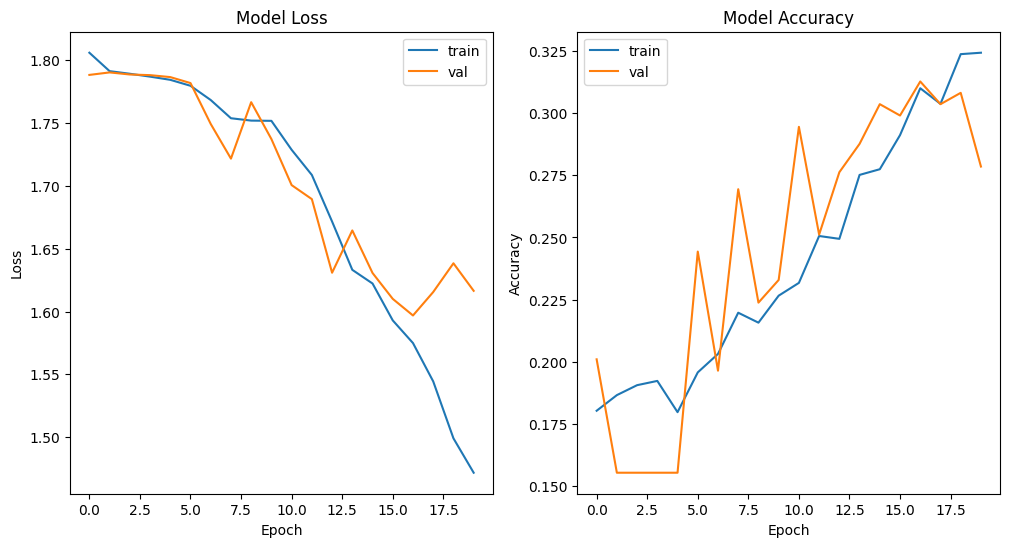 Model Loss
train
val
1.80
1.75
1.70
1.65
1.60
1.55
1.50
Loss
0.0 2.5 5.0 7.5 10.0 12.5 15.0 17.5
Epoch
Model Accuracy
train
val
0.325
0.300
0.275
0.250
0.225
0.200
0.175
0.150
Accuracy
0.0 2.5 5.0 7.5 10.0 12.5 15.0 17.5
Epoch